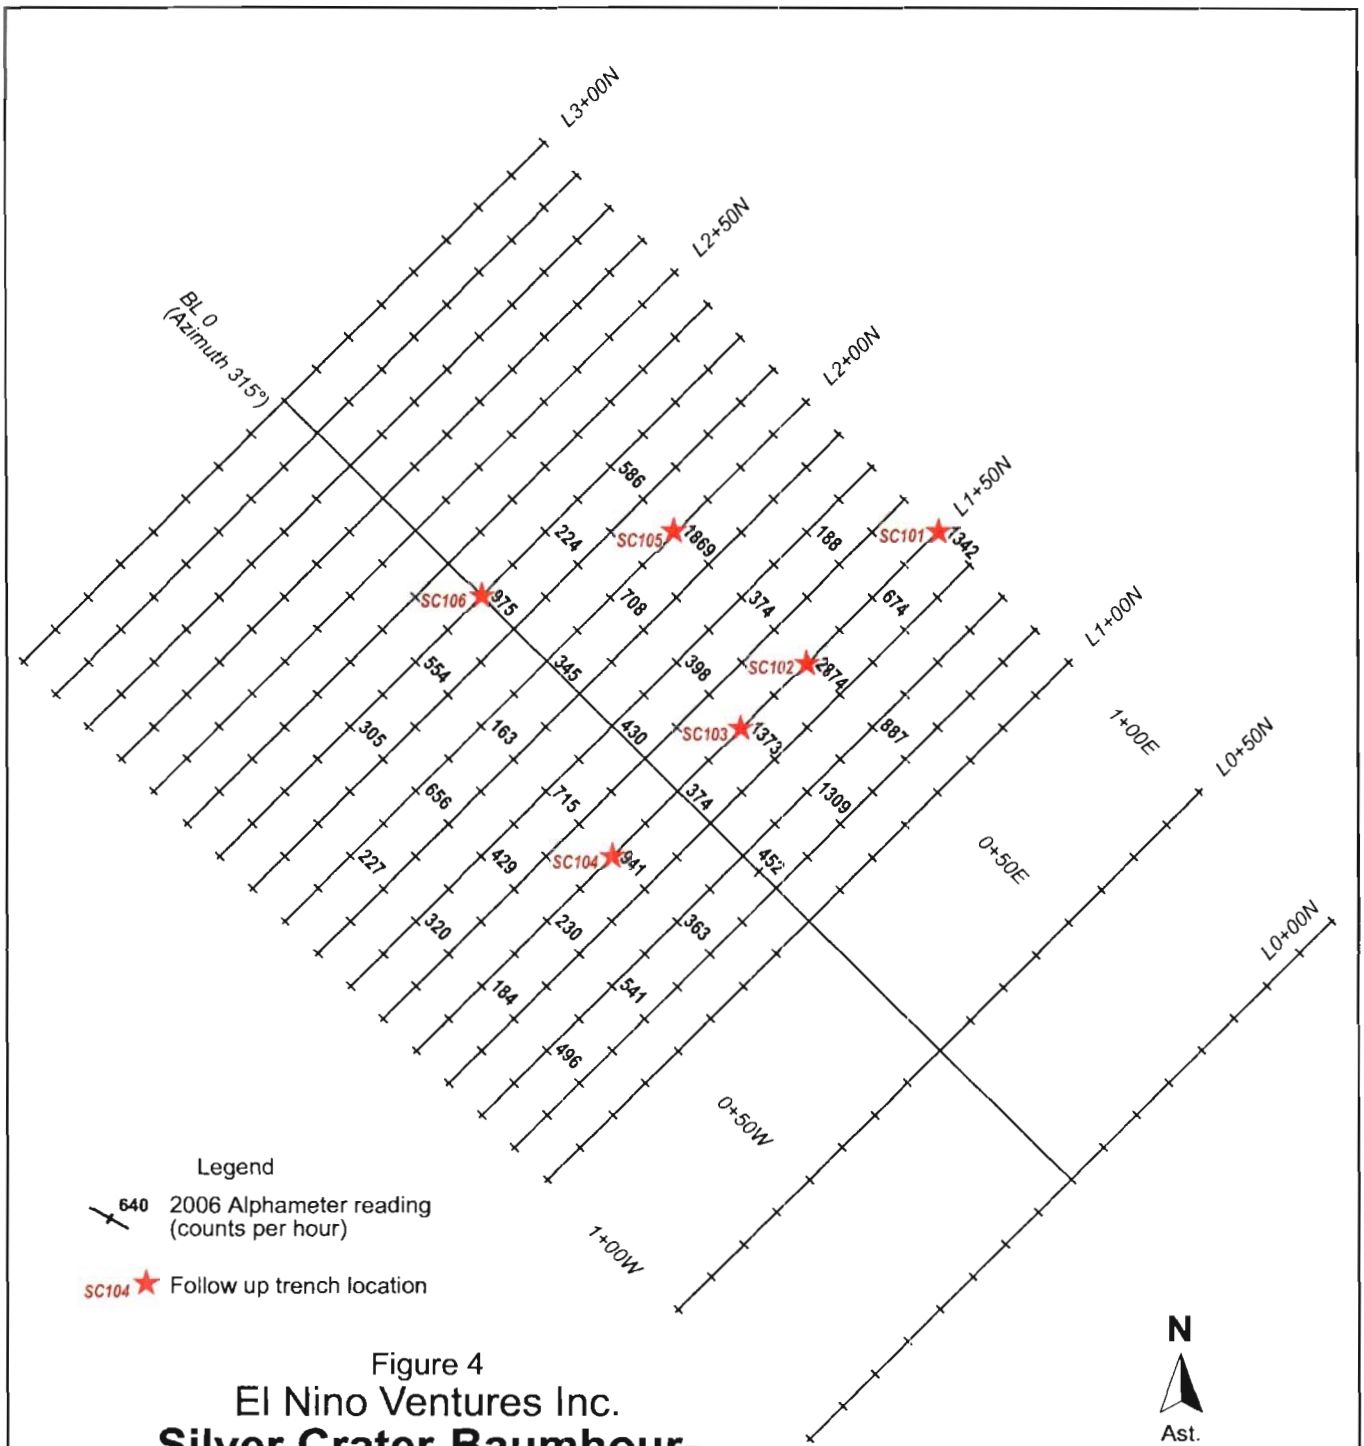 L3+00N
L2+50N
BL 0
(Azimuth 315°)
L2+00N
L1+50N
586
224
SC105
1869
188
SC101
1342
SC106
975
708
374
674
L1+00N
554
345
398
SC102
2874
305
163
430
SC103
1373
887
1+00E
L0+50N
656
715
374
1309
227
429
SC104
941
452
0+50E
320
230
363
L0+00N
184
541
496
0+50W
1+00W
Legend
640 2006 Alphameter reading
(counts per hour)
SC104 Follow up trench location
Figure 4
El Nino Ventures Inc.
Silver Crater Baumhour-
N
Ast.